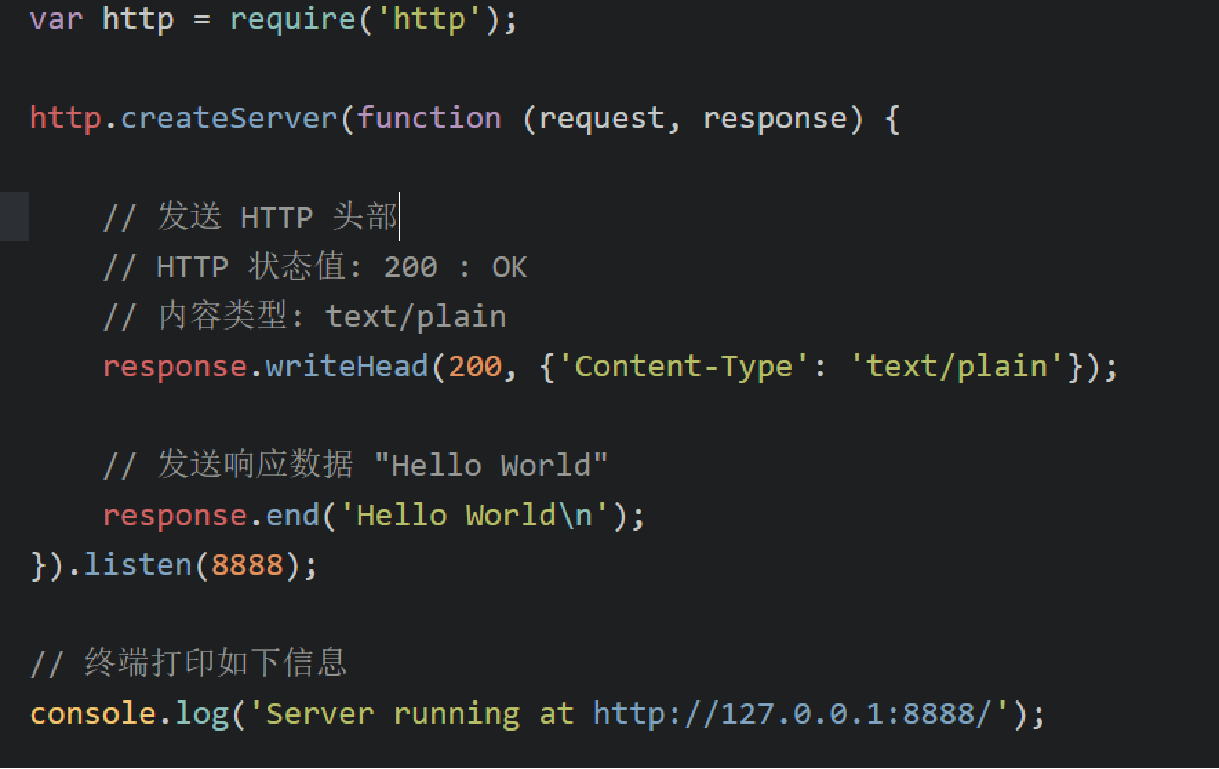 var http = require('http');
http.createServer(function (request, response) {
// 发送 HTTP 头部
// HTTP 状态值: 200 : OK
// 内容类型: text/plain
response.writeHead(200, {'Content-Type': 'text/plain'});
// 发送响应数据 "Hello World"
response.end('Hello World\n');
}).listen(8888);
// 终端打印如下信息
console.log('Server running at http://127.0.0.1:8888/');